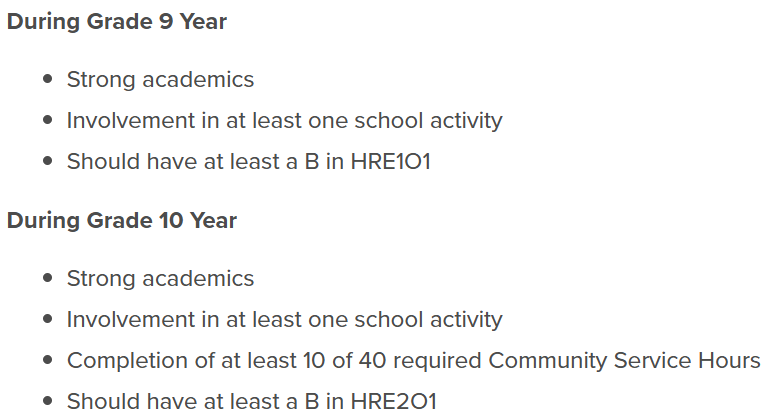 During Grade 9 Year
• Strong academics
• Involvement in at least one school activity
• Should have at least a B in HRE1O1
During Grade 10 Year
• Strong academics
• Involvement in at least one school activity
• Completion of at least 10 of 40 required Community Service Hours
• Should have at least a B in HRE2O1